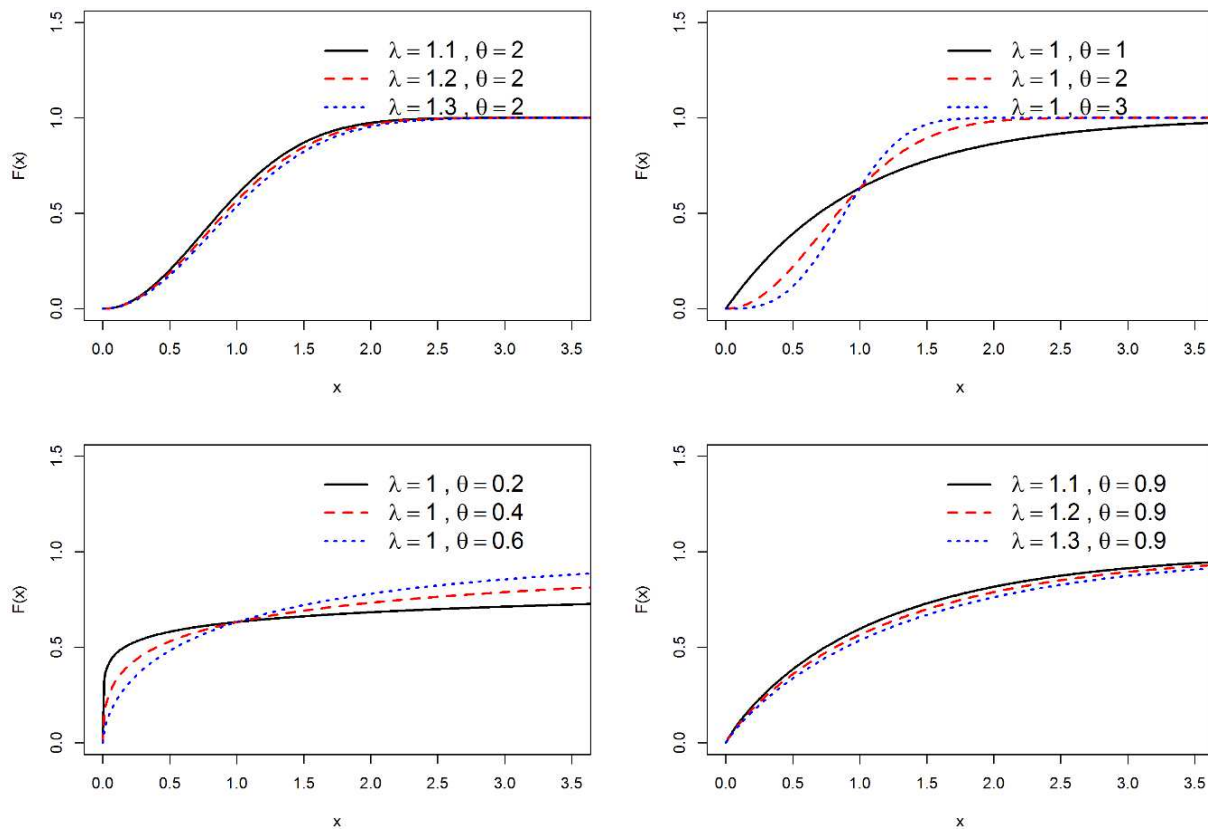 1.5
1.0
0.5
0.0
F(x)
λ = 1.1 , θ = 2
λ = 1.2 , θ = 2
λ = 1.3 , θ = 2
0.0 0.5 1.0 1.5 2.0 2.5 3.0 3.5
x
1.5
1.0
0.5
0.0
F(x)
λ = 1 , θ = 1
λ = 1 , θ = 2
λ = 1 , θ = 3
0.0 0.5 1.0 1.5 2.0 2.5 3.0 3.5
x
1.5
1.0
0.5
0.0
F(x)
λ = 1 , θ = 0.2
λ = 1 , θ = 0.4
λ = 1 , θ = 0.6
0.0 0.5 1.0 1.5 2.0 2.5 3.0 3.5
x
1.5
1.0
0.5
0.0
F(x)
λ = 1.1 , θ = 0.9
λ = 1.2 , θ = 0.9
λ = 1.3 , θ = 0.9
0.0 0.5 1.0 1.5 2.0 2.5 3.0 3.5
x